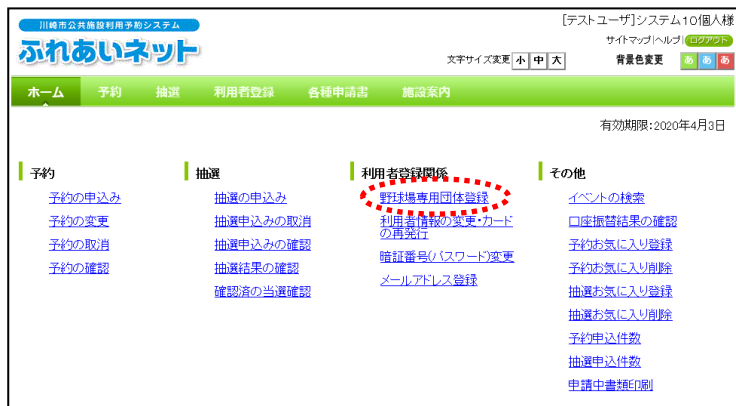 川崎市公共施設利用予約システム
ふれあいネット
[テストユーザ]システム10個人様
サイトマップ|ヘルプ|ログアウト
文字サイズ変更 小 中 大 背景色変更 あ あ あ
ホーム 予約 抽選 利用者登録 各種申請書 施設案内
有効期限:2020年4月3日
予約
予約の申込み
予約の変更
予約の取消
予約の確認
抽選
抽選の申込み
抽選申込みの取消
抽選申込みの確認
抽選結果の確認
確認済の当選確認
利用者登録関係
野球場専用団体登録
利用者情報の変更・カード
の再発行
暗証番号(パスワード)変更
メールアドレス登録
その他
イベントの検索
口座振替結果の確認
予約お気に入り登録
予約お気に入り削除
抽選お気に入り登録
抽選お気に入り削除
予約申込件数
抽選申込件数
申請中書類印刷